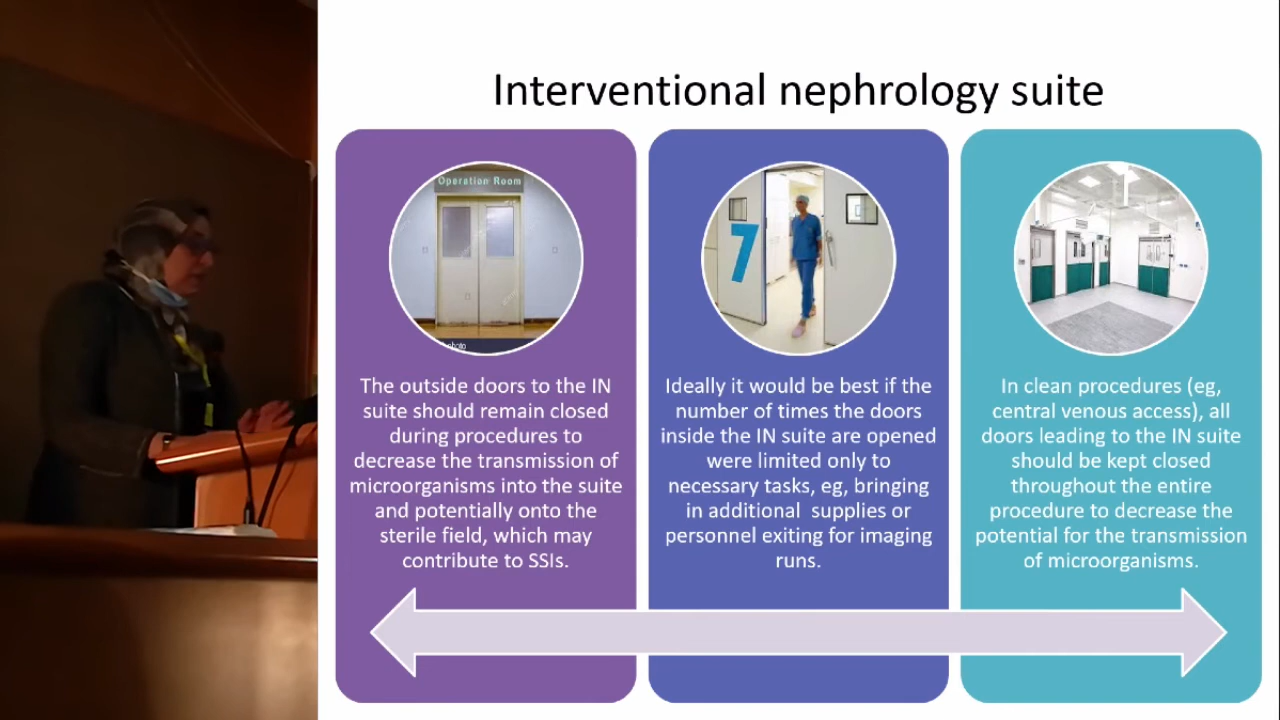 Interventional nephrology suite
Operation Room
7
The outside doors to the IN
suite should remain closed
during procedures to
decrease the transmission of
microorganisms into the suite
and potentially onto the
sterile field, which may
contribute to SSIs.
Ideally it would be best if the
number of times the doors
inside the IN suite are opened
were limited only to
necessary tasks, eg, bringing
in additional  supplies or
personnel exiting for imaging
runs.
In clean procedures (eg,
central venous access), all
doors leading to the IN suite
should be kept closed
throughout the entire
procedure to decrease the
potential for the transmission
of microorganisms.